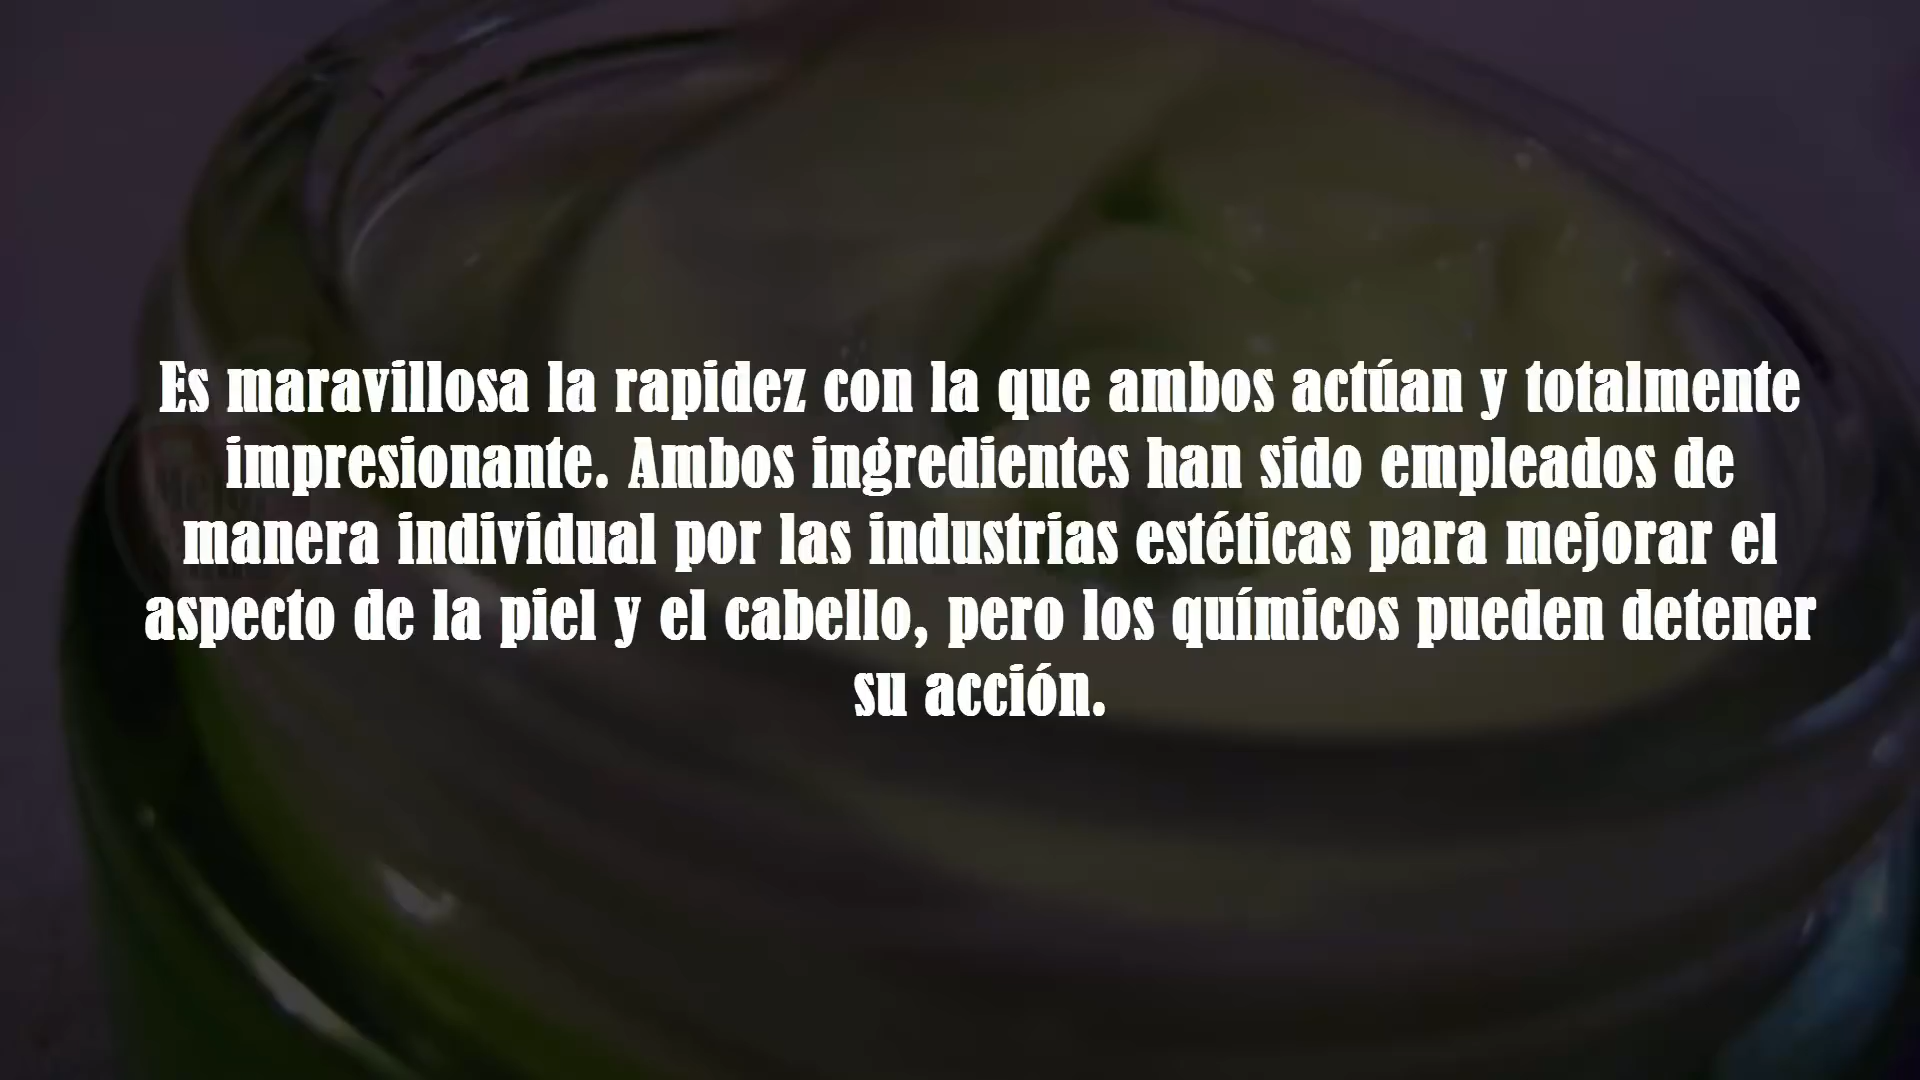 Es maravillosa la rapidez con la que ambos actúan y totalmente
impresionante. Ambos ingredientes han sido empleados de
manera individual por las industrias estéticas para mejorar el
aspecto de la piel y el cabello, pero los químicos pueden detener
su acción.